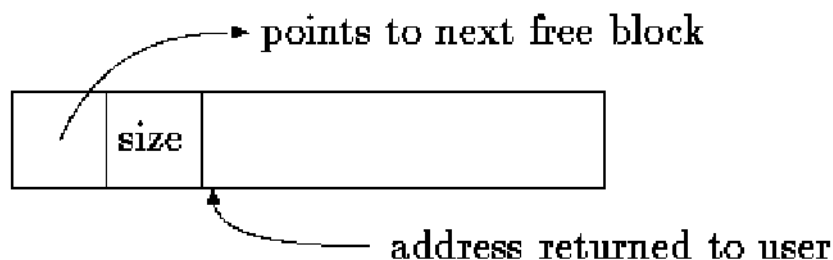 points to next free block
size
address returned to user